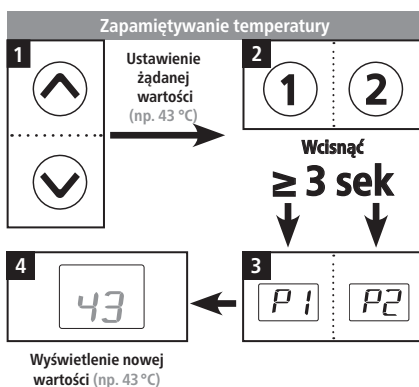 Zapamiętywanie temperatury
1
Ustawienie
żądanej
wartości
(np. 43 °C)
2
1 2
Wcisnąć
≥ 3 sek
4
43
3
P1 P2
Wyświetlenie nowej
wartości (np. 43 °C)